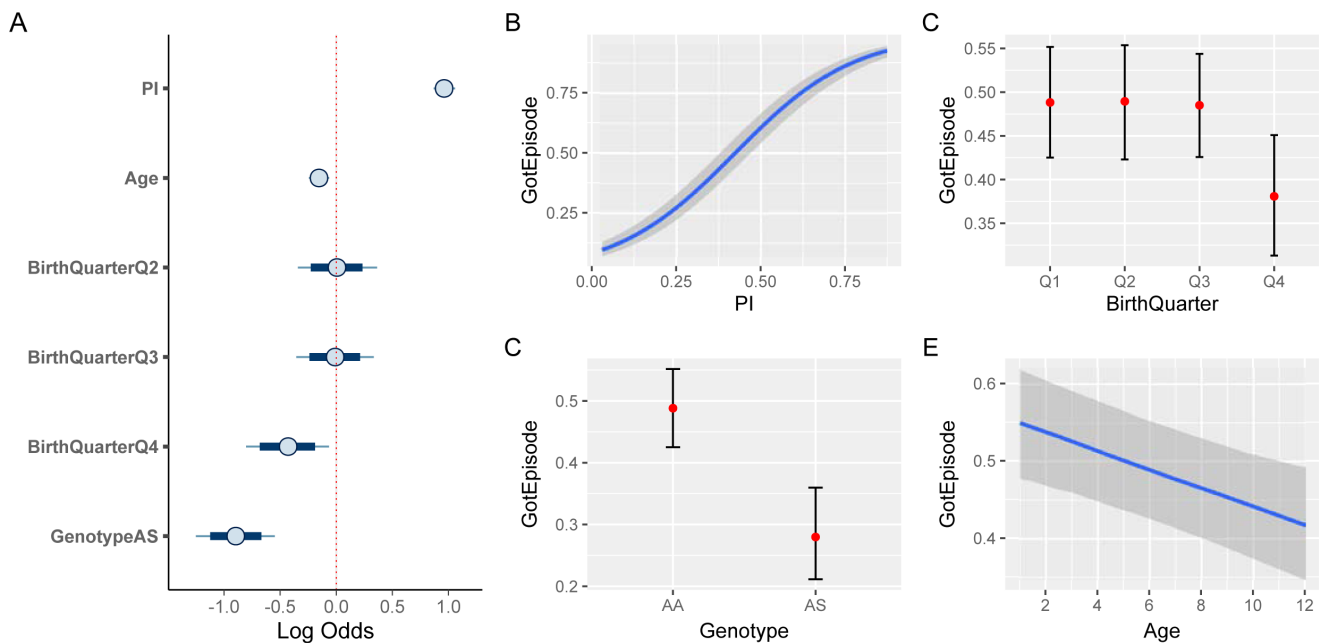 A
PI
Age
BirthQuarterQ2
BirthQuarterQ3
BirthQuarterQ4
GenotypeAS
-1.0 -0.5 0.0 0.5 1.0
Log Odds
B
GotEpisode
0.75
0.50
0.25
0.00 0.25 0.50 0.75
PI
C
GotEpisode
0.55
0.50
0.45
0.40
0.35
Q1 Q2 Q3 Q4
BirthQuarter
C
GotEpisode
0.5
0.4
0.3
0.2
AA AS
Genotype
E
GotEpisode
0.6
0.5
0.4
2 4 6 8 10 12
Age